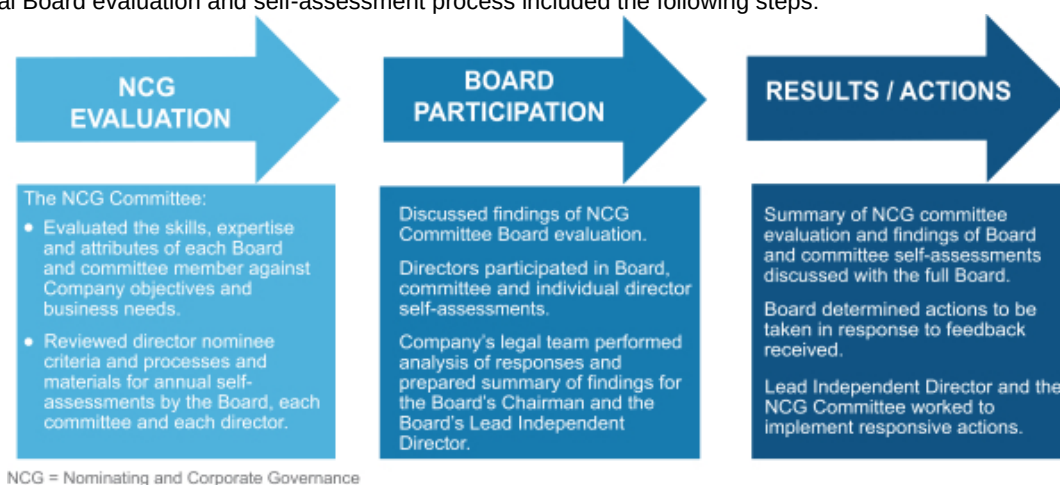 al Board evaluation and self-assessment process included the following steps:
NCG
EVALUATION
The NCG Committee:
• Evaluated the skills, expertise
and attributes of each Board
and committee member against
Company objectives and
business needs.
• Reviewed director nominee
criteria and processes and
materials for annual self-
assessments by the Board, each
committee and each director.
BOARD
PARTICIPATION
Discussed findings of NCG
Committee Board evaluation.
Directors participated in Board,
committee and individual director
self-assessments.
Company's legal team performed
analysis of responses and
prepared summary of findings for
the Board's Chairman and the
Board's Lead Independent
Director.
RESULTS / ACTIONS
Summary of NCG committee
evaluation and findings of Board
and committee self-assessments
discussed with the full Board.
Board determined actions to be
taken in response to feedback
received.
Lead Independent Director and the
NCG Committee worked to
implement responsive actions.
NCG = Nominating and Corporate Governance